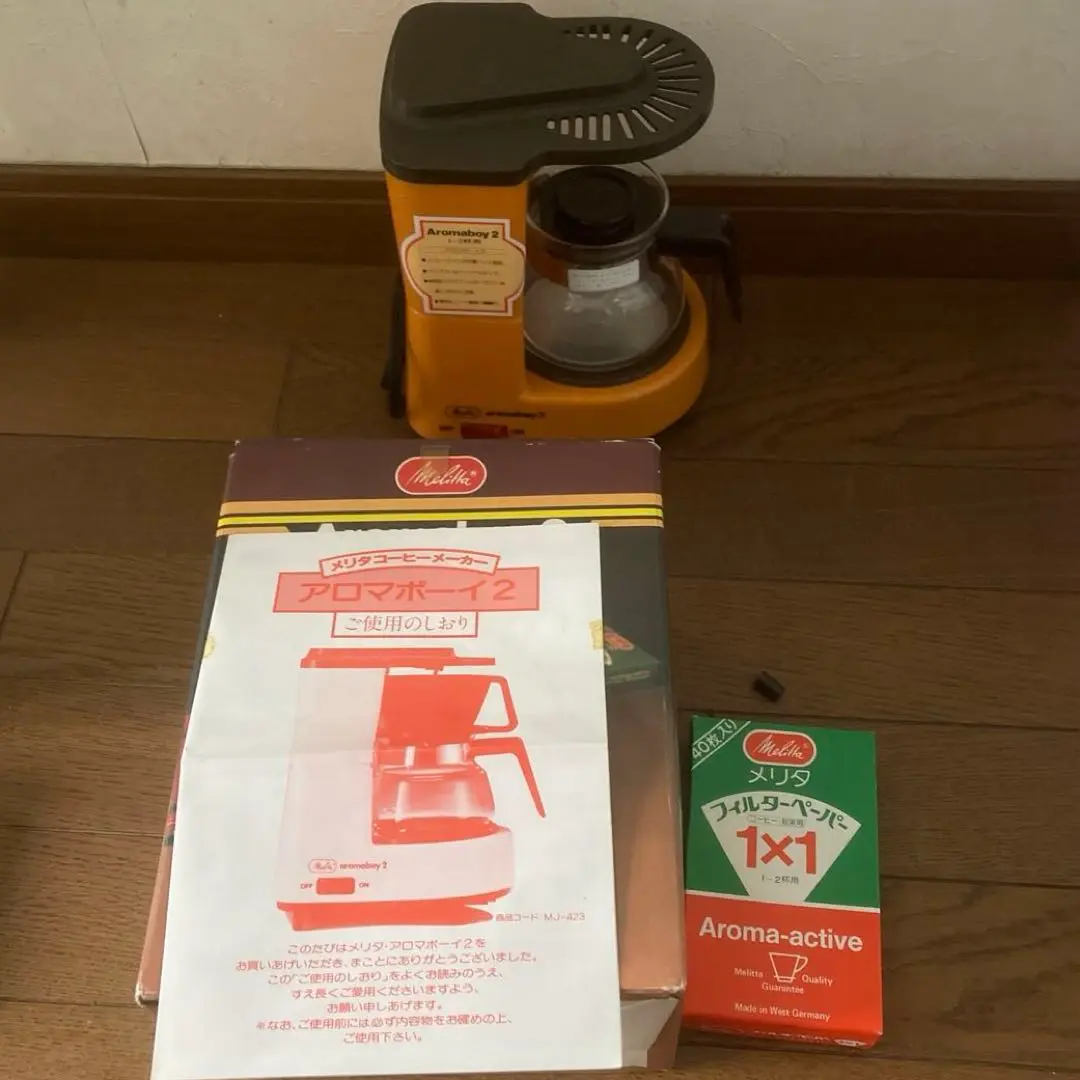 Aromaboy 2
1-2杯用
Melitta aromaboy 2
OFF ON
Melitta®
メリタコーヒーメーカー
アロマボーイ2
ご使用のしおり
Melitta aromaboy 2
OFF ON
商品コード MJ-423
このたびはメリタ・アロマボーイ2を
お買いあげいただき、まことにありがとうございました。
この「ご使用のしおり」をよくお読みのうえ、
すえ長くご愛用くださいますよう、
お願い申しあげます。
*なお、ご使用前には必ず内容物をお確めの上、
ご使用下さい。
40枚入り
Melitta®
メリタ
フィルターペーパー
1×1
1-2杯用
Aroma-active
Melitta Quality
Guarantee
Made in West Germany